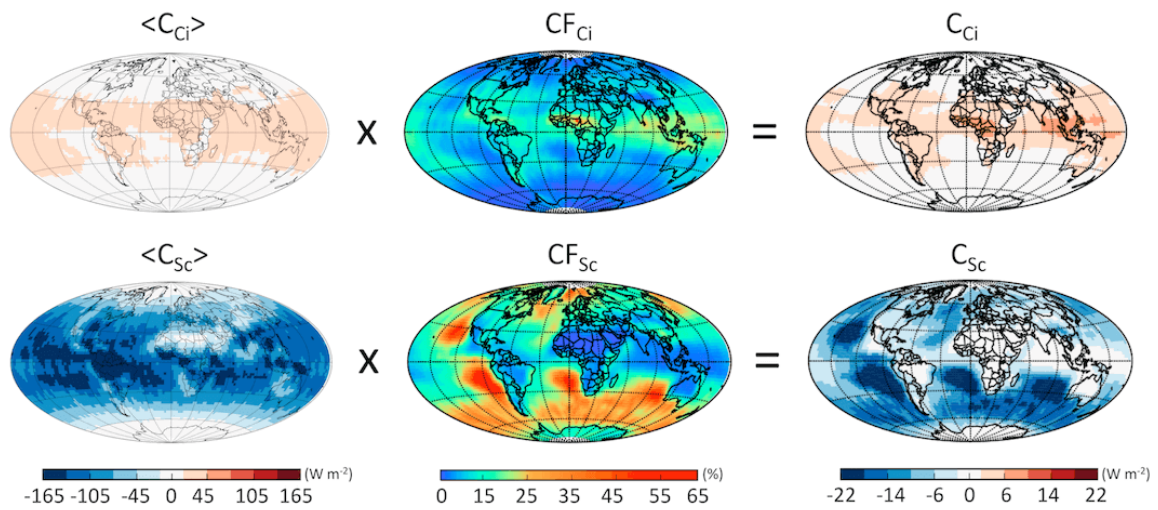 <C_Ci> CF_Ci C_Ci
x =
<C_Sc> CF_Sc C_Sc
x =
(W m⁻²) (%) (W m⁻²)
-165 -105 -45 0 45 105 165 0 15 25 35 45 55 65 -22 -14 -6 0 6 14 22